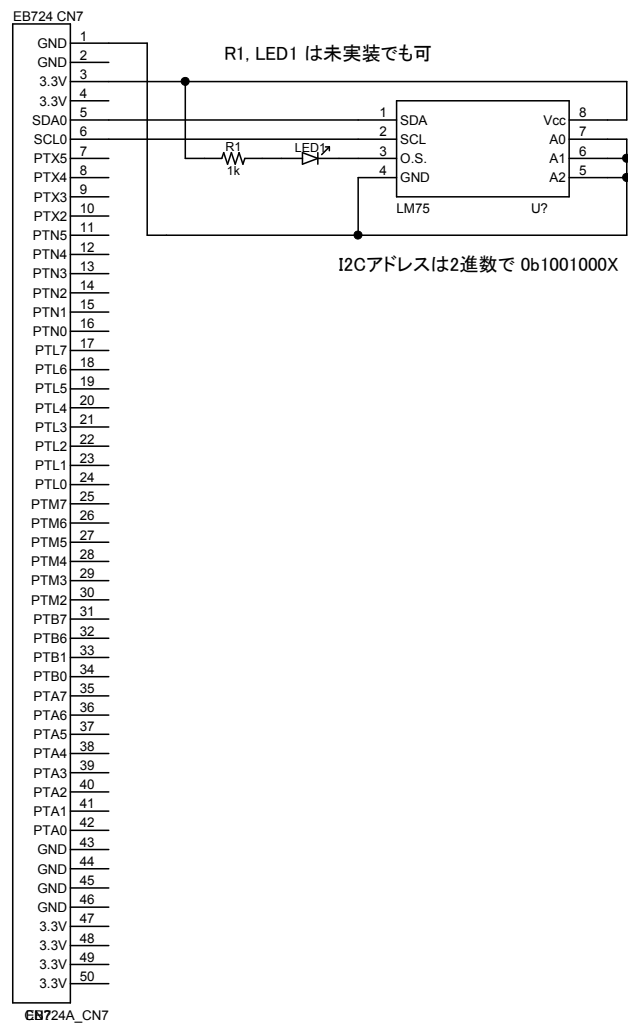 EB724 CN7
R1, LED1 は未実装でも可
GND 1
GND 2
3.3V 3
3.3V 4
SDA0 5
SCL0 6
PTX5 7
PTX4 8
PTX3 9
PTX2 10
PTN5 11
PTN4 12
PTN3 13
PTN2 14
PTN1 15
PTN0 16
PTL7 17
PTL6 18
PTL5 19
PTL4 20
PTL3 21
PTL2 22
PTL1 23
PTL0 24
PTM7 25
PTM6 26
PTM5 27
PTM4 28
PTM3 29
PTM2 30
PTB7 31
PTB6 32
PTB1 33
PTB0 34
PTA7 35
PTA6 36
PTA5 37
PTA4 38
PTA3 39
PTA2 40
PTA1 41
PTA0 42
GND 43
GND 44
GND 45
GND 46
3.3V 47
3.3V 48
3.3V 49
3.3V 50
R1
1k
LED1
1 SDA Vcc 8
2 SCL A0 7
3 O.S. A1 6
4 GND A2 5
LM75 U?
I2Cアドレスは2進数で 0b1001000X